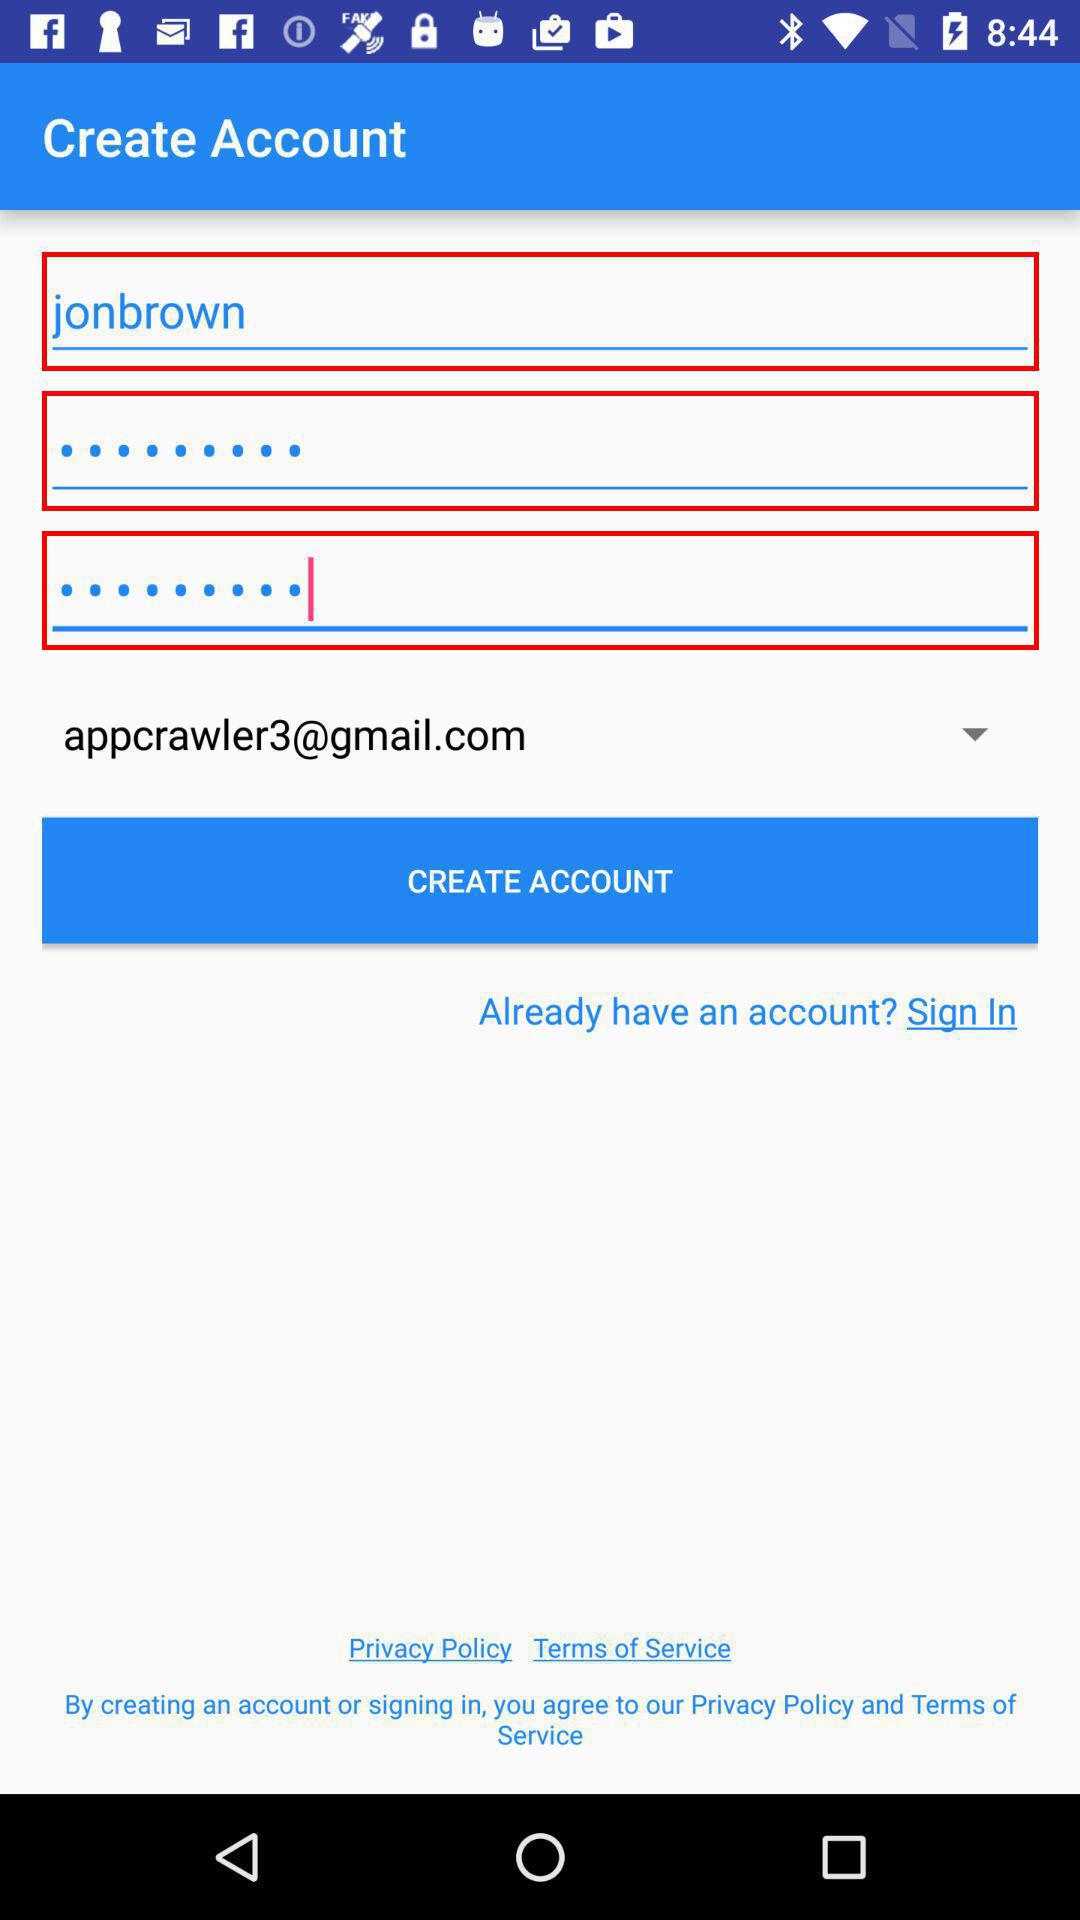 FAKE
8:44
Create Account
jonbrown
•••••••••
•••••••••
appcrawler3@gmail.com
CREATE ACCOUNT
Already have an account? Sign In
Privacy Policy Terms of Service
By creating an account or signing in, you agree to our Privacy Policy and Terms of
Service